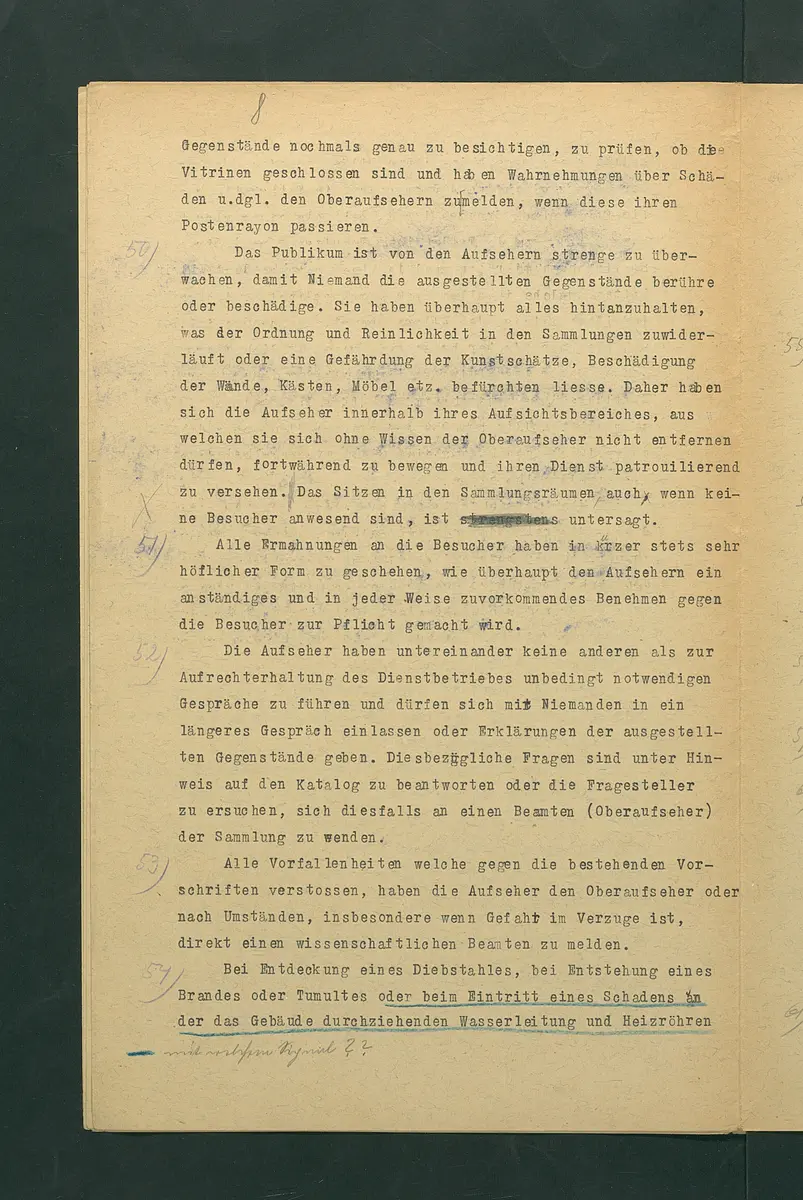 8
Gegenstände nochmals genau zu besichtigen, zu prüfen, ob die
Vitrinen geschlossen sind und haben Wahrnehmungen über Schä-
den u.dgl. den Oberaufsehern zu melden, wenn diese ihren
Postenrayon passieren.
50) Das Publikum ist von den Aufsehern strenge zu über-
wachen, damit Niemand die ausgestellten Gegenstände berühre
oder beschädige. Sie haben überhaupt alles hintanzuhalten,
was der Ordnung und Reinlichkeit in den Sammlungen zuwider-
läuft oder eine Gefährdung der Kunstschätze, Beschädigung
der Wände, Kästen, Möbel etz. befürchten liesse. Daher haben
sich die Aufseher innerhalb ihres Aufsichtsbereiches, aus
welchen sie sich ohne Wissen der Oberaufseher nicht entfernen
dürfen, fortwährend zu bewegen und ihren Dienst patrouilierend
zu versehen. Das Sitzen in den Sammlungsräumen, auch, wenn kei-
ne Besucher anwesend sind, ist strengstens untersagt.
51) Alle Ermahnungen an die Besucher haben in kürzer stets sehr
höflicher Form zu geschehen, wie überhaupt den Aufsehern ein
anständiges und in jeder Weise zuvorkommendes Benehmen gegen
die Besucher zur Pflicht gemacht wird.
52) Die Aufseher haben untereinander keine anderen als zur
Aufrechterhaltung des Dienstbetriebes unbedingt notwendigen
Gespräche zu führen und dürfen sich mit Niemanden in ein
längeres Gespräch einlassen oder Erklärungen der ausgestell-
ten Gegenstände geben. Diesbezügliche Fragen sind unter Hin-
weis auf den Katalog zu beantworten oder die Fragesteller
zu ersuchen, sich diesfalls an einen Beamten (Oberaufseher)
der Sammlung zu wenden.
53) Alle Vorfallenheiten welche gegen die bestehenden Vor-
schriften verstossen, haben die Aufseher den Oberaufseher oder
nach Umständen, insbesondere wenn Gefahr im Verzuge ist,
direkt einen wissenschaftlichen Beamten zu melden.
54) Bei Entdeckung eines Diebstahles, bei Entstehung eines
Brandes oder Tumultes oder beim Eintritt eines Schadens an
der das Gebäude durchziehenden Wasserleitung und Heizröhren
mit welchem Signal ? ?